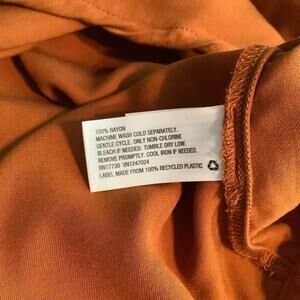 100% RAYON
MACHINE WASH COLD SEPARATELY.
GENTLE CYCLE. ONLY NON-CHLORINE
BLEACH IF NEEDED. TUMBLE DRY LOW.
REMOVE PROMPTLY. COOL IRON IF NEEDED.
RN17730 VN1247024
LABEL MADE FROM 100% RECYCLED PLASTIC